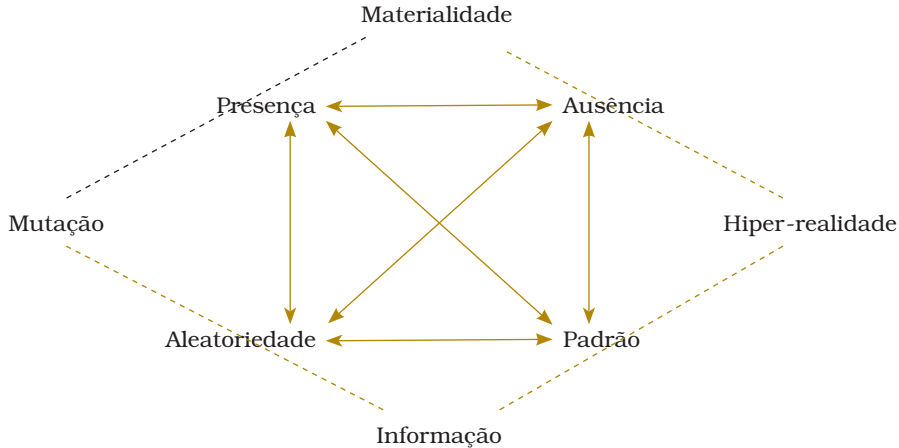 Materialidade
Presença
Ausência
Mutação
Hiper-realidade
Aleatoriedade
Padrão
Informação